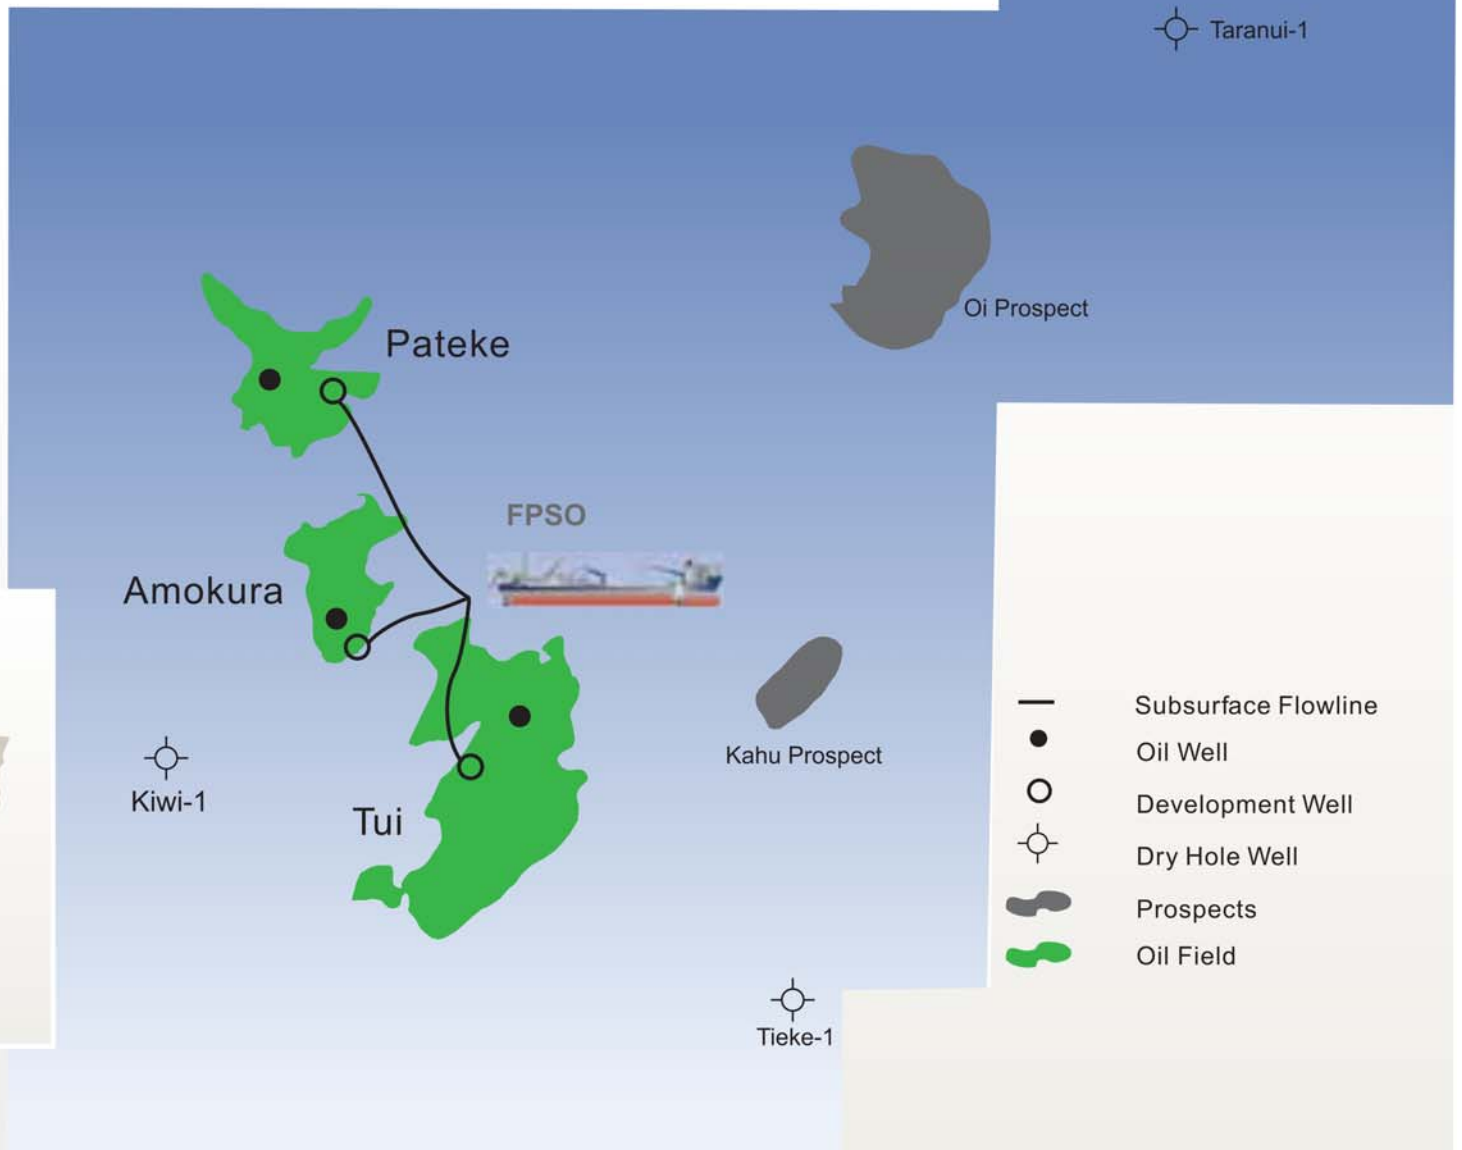 Taranui-1
Oi Prospect
Pateke
FPSO
Amokura
Kahu Prospect
Kiwi-1
Tui
Tieke-1
Subsurface Flowline
Oil Well
Development Well
Dry Hole Well
Prospects
Oil Field